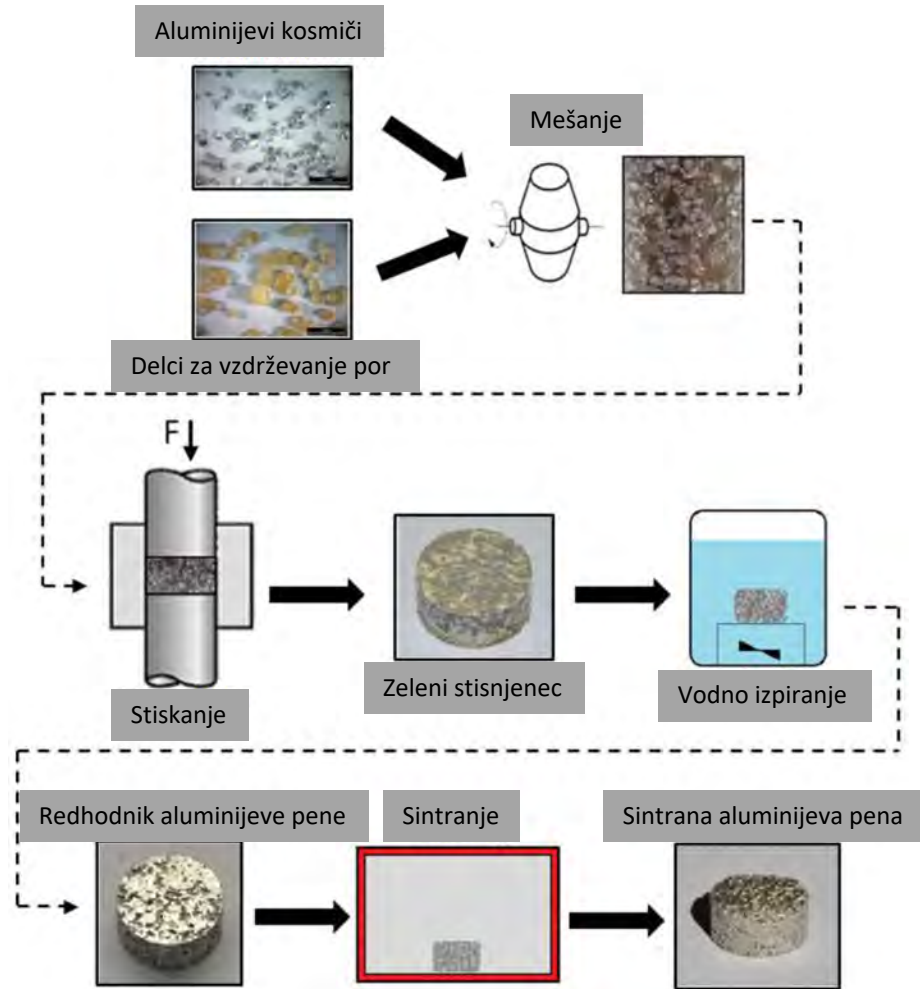 Aluminijevi kosmiči
Mešanje
Delci za vzdrževanje por
F
Stiskanje
Zeleni stisnjenec
Vodno izpiranje
Redhodnik aluminijeve pene
Sintranje
Sintrana aluminijeva pena